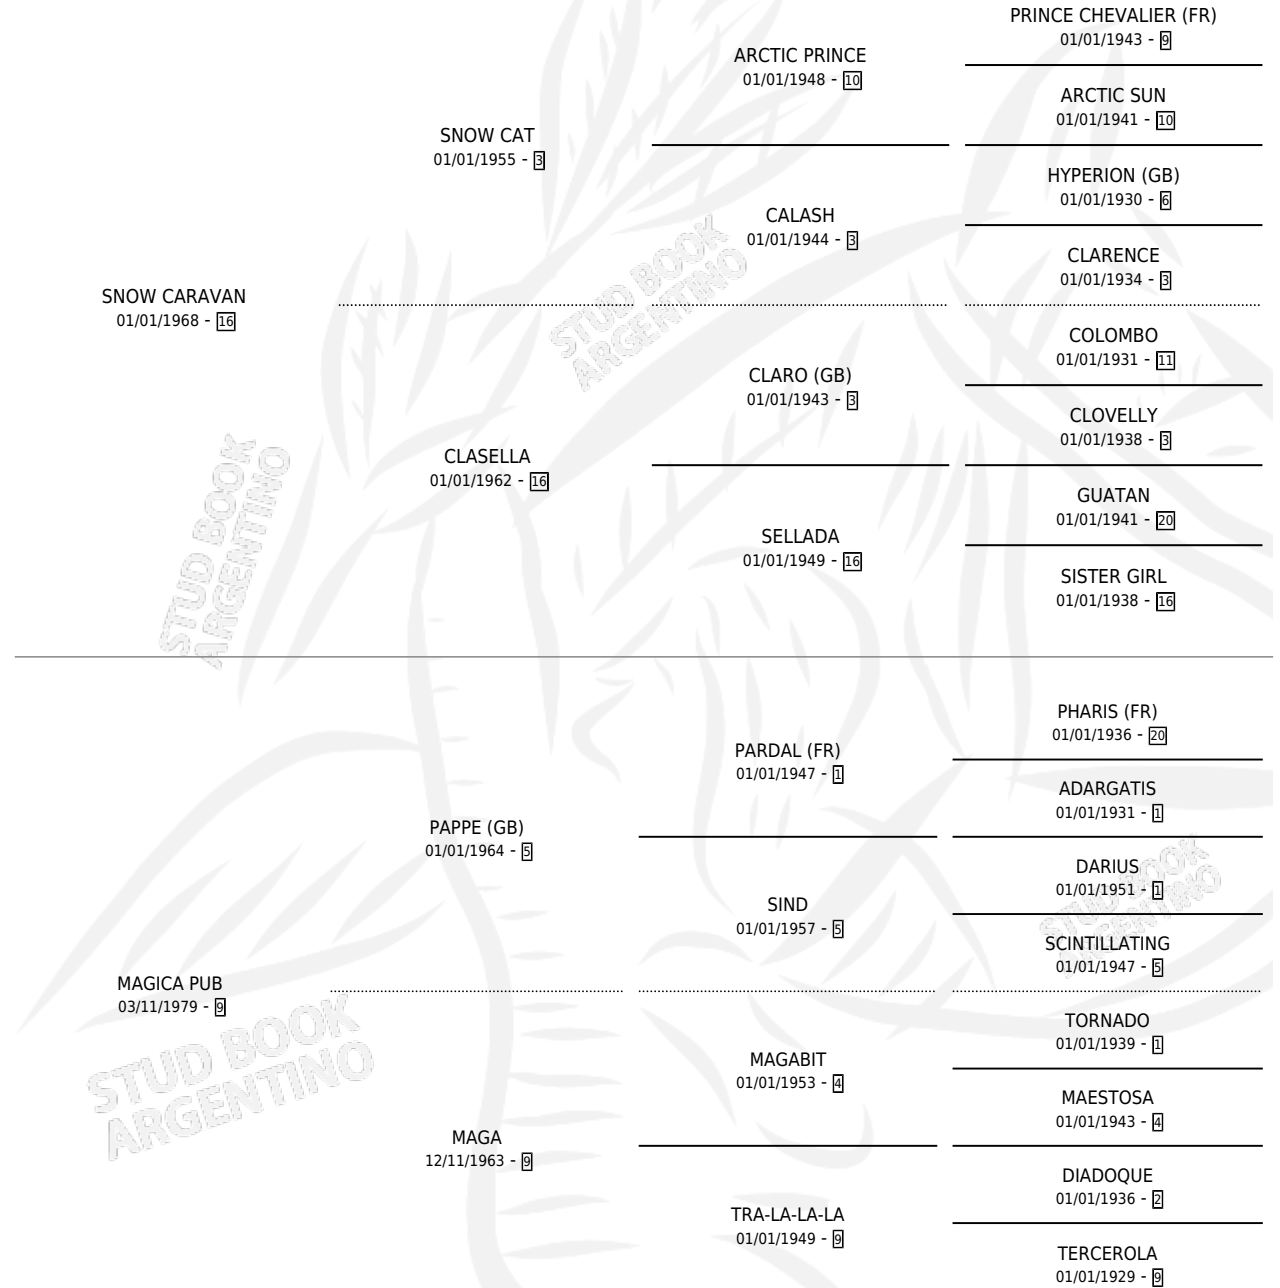 PRINCE CHEVALIER (FR)
01/01/1943 - 9
ARCTIC PRINCE
01/01/1948 - 10
ARCTIC SUN
01/01/1941 - 10
SNOW CAT
01/01/1955 - 3
HYPERION (GB)
01/01/1930 - 6
CALASH
01/01/1944 - 3
CLARENCE
01/01/1934 - 3
SNOW CARAVAN
01/01/1968 - 16
COLOMBO
01/01/1931 - 11
CLARO (GB)
01/01/1943 - 3
CLOVELLY
01/01/1938 - 3
CLASELLA
01/01/1962 - 16
GUATAN
01/01/1941 - 20
SELLADA
01/01/1949 - 16
SISTER GIRL
01/01/1938 - 16
PHARIS (FR)
01/01/1936 - 20
PARDAL (FR)
01/01/1947 - 1
ADARGATIS
01/01/1931 - 1
PAPPE (GB)
01/01/1964 - 5
DARIUS
01/01/1951 - 1
SIND
01/01/1957 - 5
SCINTILLATING
01/01/1947 - 5
MAGICA PUB
03/11/1979 - 9
TORNADO
01/01/1939 - 1
MAGABIT
01/01/1953 - 4
MAESTOSA
01/01/1943 - 4
MAGA
12/11/1963 - 9
DIADOQUE
01/01/1936 - 2
TRA-LA-LA-LA
01/01/1949 - 9
TERCEROLA
01/01/1929 - 9
STUD BOOK
ARGENTINO
STUD BOOK
ARGENTINO
STUD BOOK
ARGENTINO
STUD BOOK
ARGENTINO